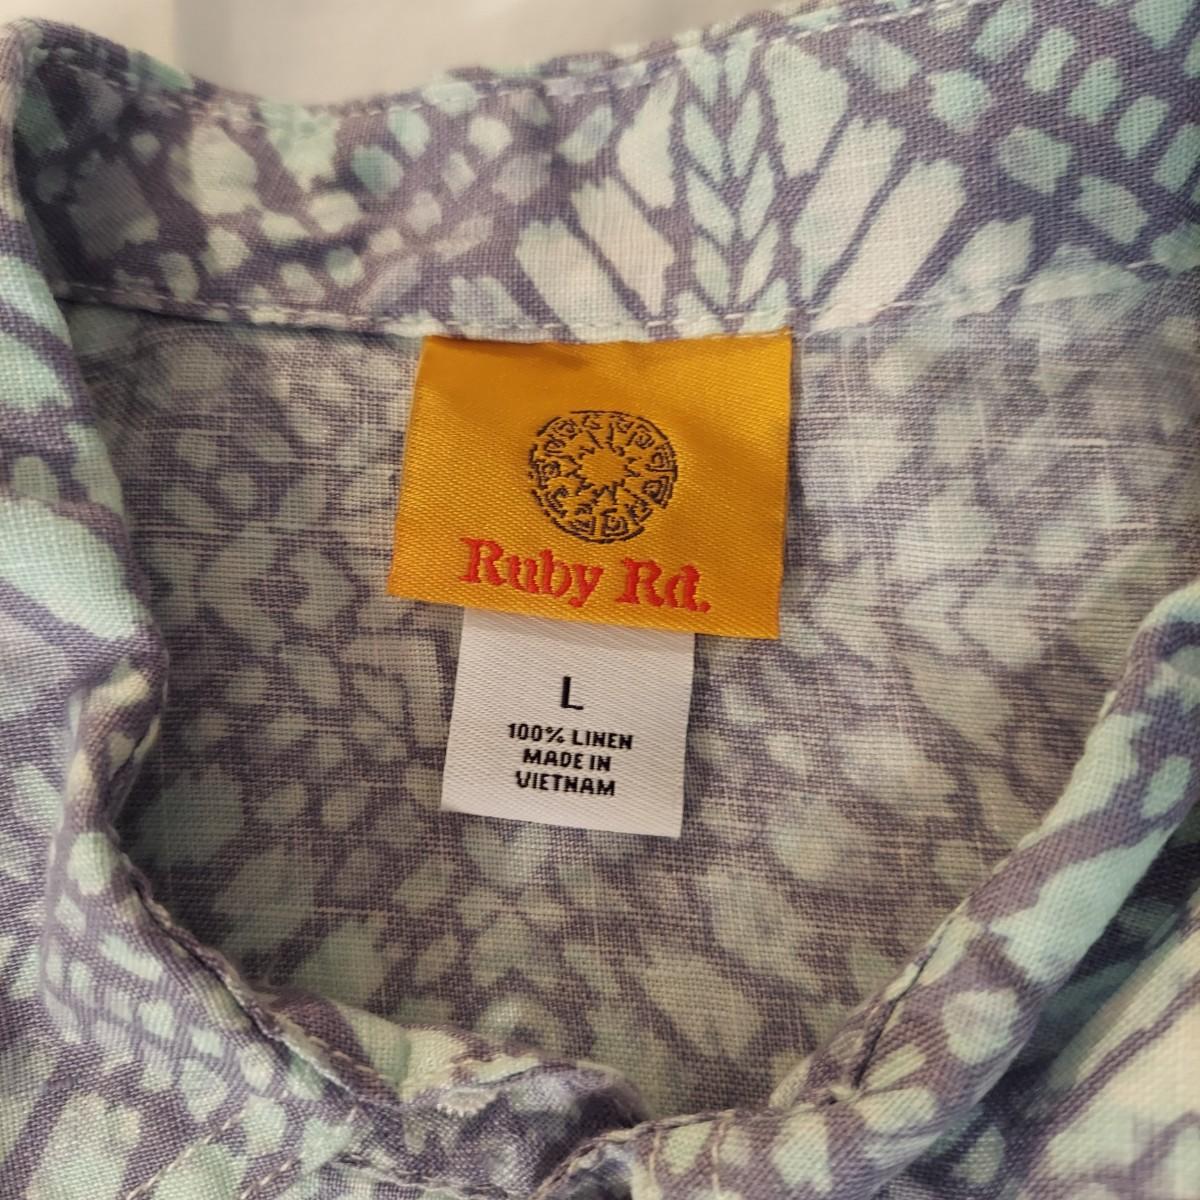 Ruby Rd.
L
100% LINEN
MADE IN
VIETNAM